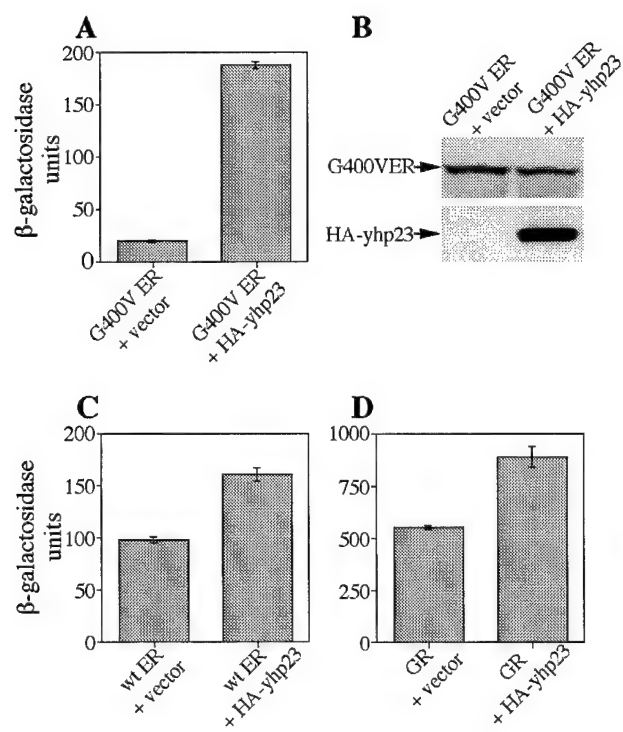 A
β-galactosidase
units
200
150
100
50
0
G400V ER
+ vector
G400V ER
+ HA-yhp23
B
G400V ER
+ vector
G400V ER
+ HA-yhp23
G400VER
HA-yhp23
C
β-galactosidase
units
200
150
100
50
0
wt ER
+ vector
wt ER
+ HA-yhp23
D
1000
750
500
250
0
GR
+ vector
GR
+ HA-yhp23